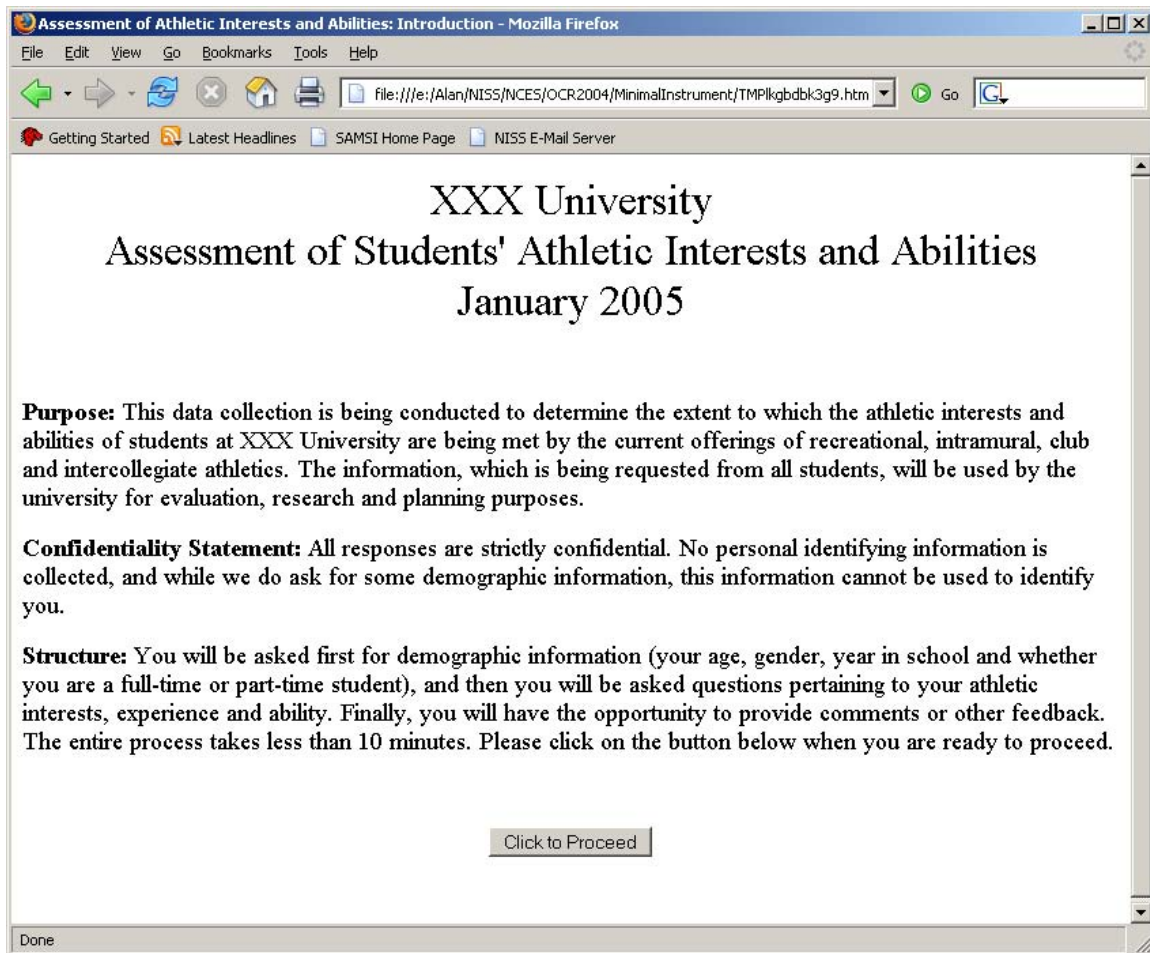 Assessment of Athletic Interests and Abilities: Introduction - Mozilla Firefox
File Edit View Go Bookmarks Tools Help
file:///e:/Alan/NISS/NCES/OCR2004/MinimalInstrument/TMPlkgbdbk3g9.htm Go G
Getting Started Latest Headlines SAMSI Home Page NISS E-Mail Server
XXX University
Assessment of Students' Athletic Interests and Abilities
January 2005
Purpose: This data collection is being conducted to determine the extent to which the athletic interests and
abilities of students at XXX University are being met by the current offerings of recreational, intramural, club
and intercollegiate athletics. The information, which is being requested from all students, will be used by the
university for evaluation, research and planning purposes.
Confidentiality Statement: All responses are strictly confidential. No personal identifying information is
collected, and while we do ask for some demographic information, this information cannot be used to identify
you.
Structure: You will be asked first for demographic information (your age, gender, year in school and whether
you are a full-time or part-time student), and then you will be asked questions pertaining to your athletic
interests, experience and ability. Finally, you will have the opportunity to provide comments or other feedback.
The entire process takes less than 10 minutes. Please click on the button below when you are ready to proceed.
Click to Proceed
Done